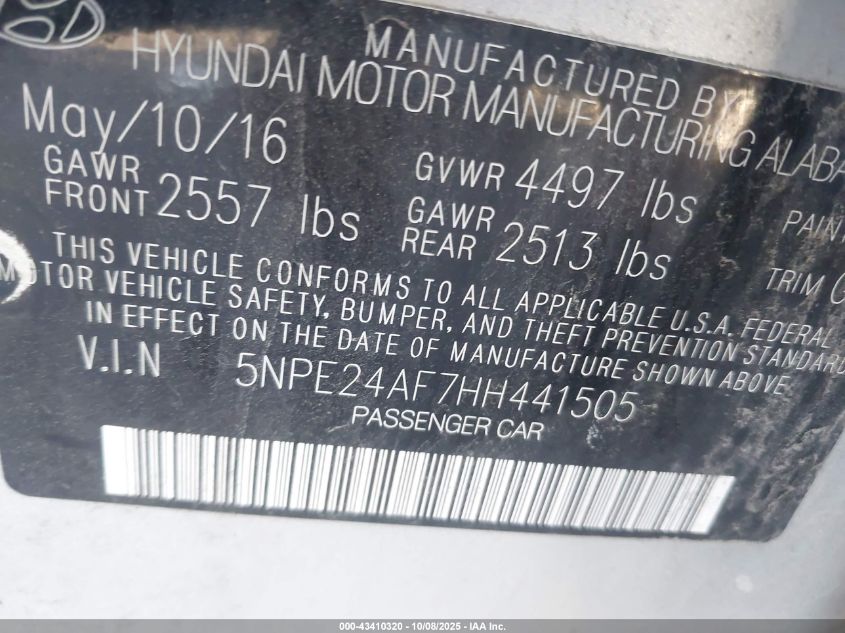 MANUFACTURED BY
HYUNDAI MOTOR MANUFACTURING
May/10/16
GVWR 4497 lbs
GAWR FRONT 2557 lbs
GAWR REAR 2513 lbs
TRIM
THIS VEHICLE CONFORMS TO ALL APPLICABLE U.S.A. FEDERAL
MOTOR VEHICLE SAFETY, BUMPER, AND THEFT PREVENTION STANDARD
IN EFFECT ON THE DATE OF MANUFACTURE SHOWN ABOVE
V.I.N 5NPE24AF7HH441505
PASSENGER CAR
000-43410320 - 10/08/2025 - IAA Inc.